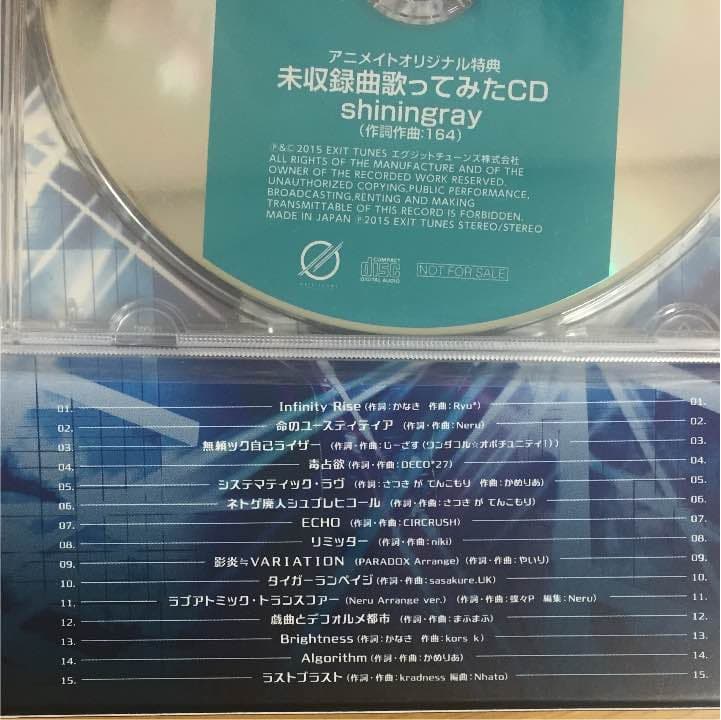 アニメイトオリジナル特典
未収録曲歌ってみたCD
shiningray
(作詞作曲:164)
℗&© 2015 EXIT TUNES エグジットチューンズ株式会社
ALL RIGHTS OF THE MANUFACTURE AND OF THE
OWNER OF THE RECORDED WORK RESERVED.
UNAUTHORIZED COPYING,PUBLIC PERFORMANCE,
BROADCASTING,RENTING AND MAKING
TRANSMITTABLE OF THIS RECORD IS FORBIDDEN.
MADE IN JAPAN ℗2015 EXIT TUNES STEREO/STEREO
EXIT TUNES
COMPACT
disc
DIGITAL AUDIO
NOT FOR SALE
01. Infinity Rise (作詞:かなき 作曲:Ryu*) 01.
02. 命のユースティティア (作詞・作曲:Neru) 02.
03. 無頼ック自己ライザー (作詞・作曲:じーざす(ワンダフル☆オポチュニティ!)) 03.
04. 毒占欲 (作詞・作曲:DECO*27) 04.
05. システマティック・ラヴ (作詞:さつき が てんこもり 作曲:かめりあ) 05.
06. ネトゲ廃人シュプレヒコール (作詞・作曲:さつき が てんこもり) 06.
07. ECHO (作詞・作曲:CIRCRUSH) 07.
08. リミッター (作詞・作曲:niki) 08.
09. 影炎≒VARIATION (PARADOX Arrange) (作詞・作曲:やいり) 09.
10. タイガーランペイジ (作詞・作曲:sasakure.UK) 10.
11. ラブアトミック・トランスファー (Neru Arrange ver.) (作詞・作曲:蝶々P 編集:Neru) 11.
12. 戯曲とデフォルメ都市 (作詞・作曲:まふまふ) 12.
13. Brightness (作詞:かなき 作曲:kors k) 13.
14. Algorithm (作詞・作曲:かめりあ) 14.
15. ラストブラスト (作詞・作曲:kradness 編曲:Nhato) 15.